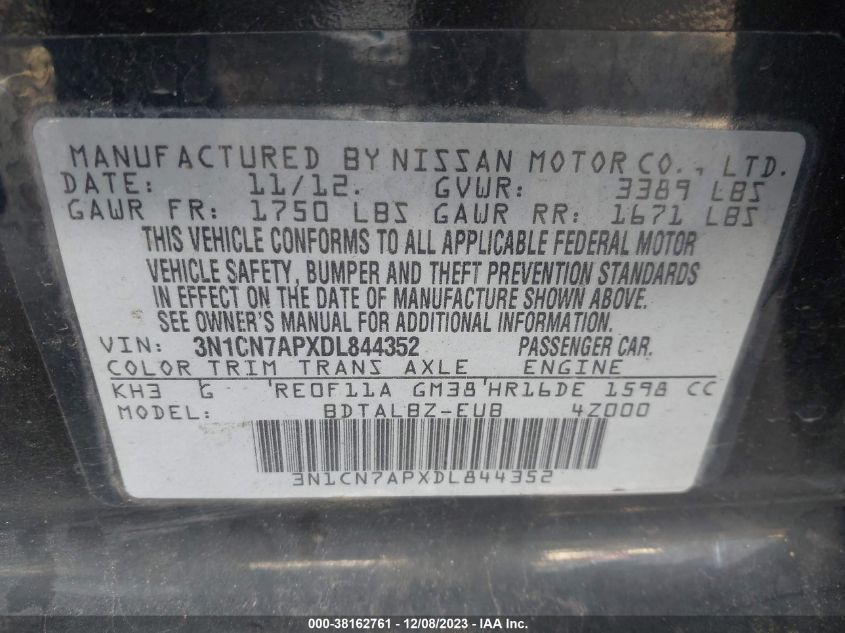 MANUFACTURED BY NISSAN MOTOR CO., LTD.
DATE: 11/12. GVWR: 3389 LBS
GAWR FR: 1750 LBS GAWR RR: 1671 LBS
THIS VEHICLE CONFORMS TO ALL APPLICABLE FEDERAL MOTOR
VEHICLE SAFETY, BUMPER AND THEFT PREVENTION STANDARDS
IN EFFECT ON THE DATE OF MANUFACTURE SHOWN ABOVE.
SEE OWNER'S MANUAL FOR ADDITIONAL INFORMATION.
VIN: 3N1CN7APXDL844352 PASSENGER CAR.
COLOR TRIM TRANS AXLE ENGINE
KH3 G RE0F11A GM38 HR16DE 1598 CC
MODEL: BDTALBZ-EUB 4Z000
3N1CN7APXDL844352
000-38162761 - 12/08/2023 - IAA Inc.